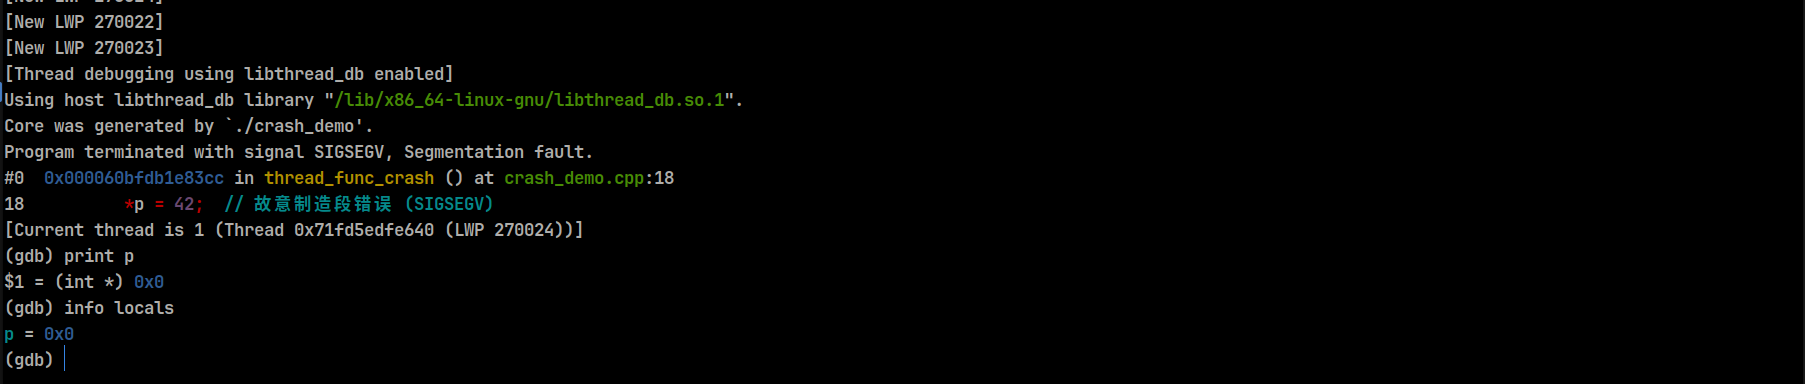 [New LWP 270022]
[New LWP 270023]
[Thread debugging using libthread_db enabled]
Using host libthread_db library "/lib/x86_64-linux-gnu/libthread_db.so.1".
Core was generated by `./crash_demo'.
Program terminated with signal SIGSEGV, Segmentation fault.
#0  0x000060bfdb1e83cc in thread_func_crash () at crash_demo.cpp:18
18          *p = 42;  // 故意制造段错误 (SIGSEGV)
[Current thread is 1 (Thread 0x71fd5edfe640 (LWP 270024))]
(gdb) print p
$1 = (int *) 0x0
(gdb) info locals
p = 0x0
(gdb)